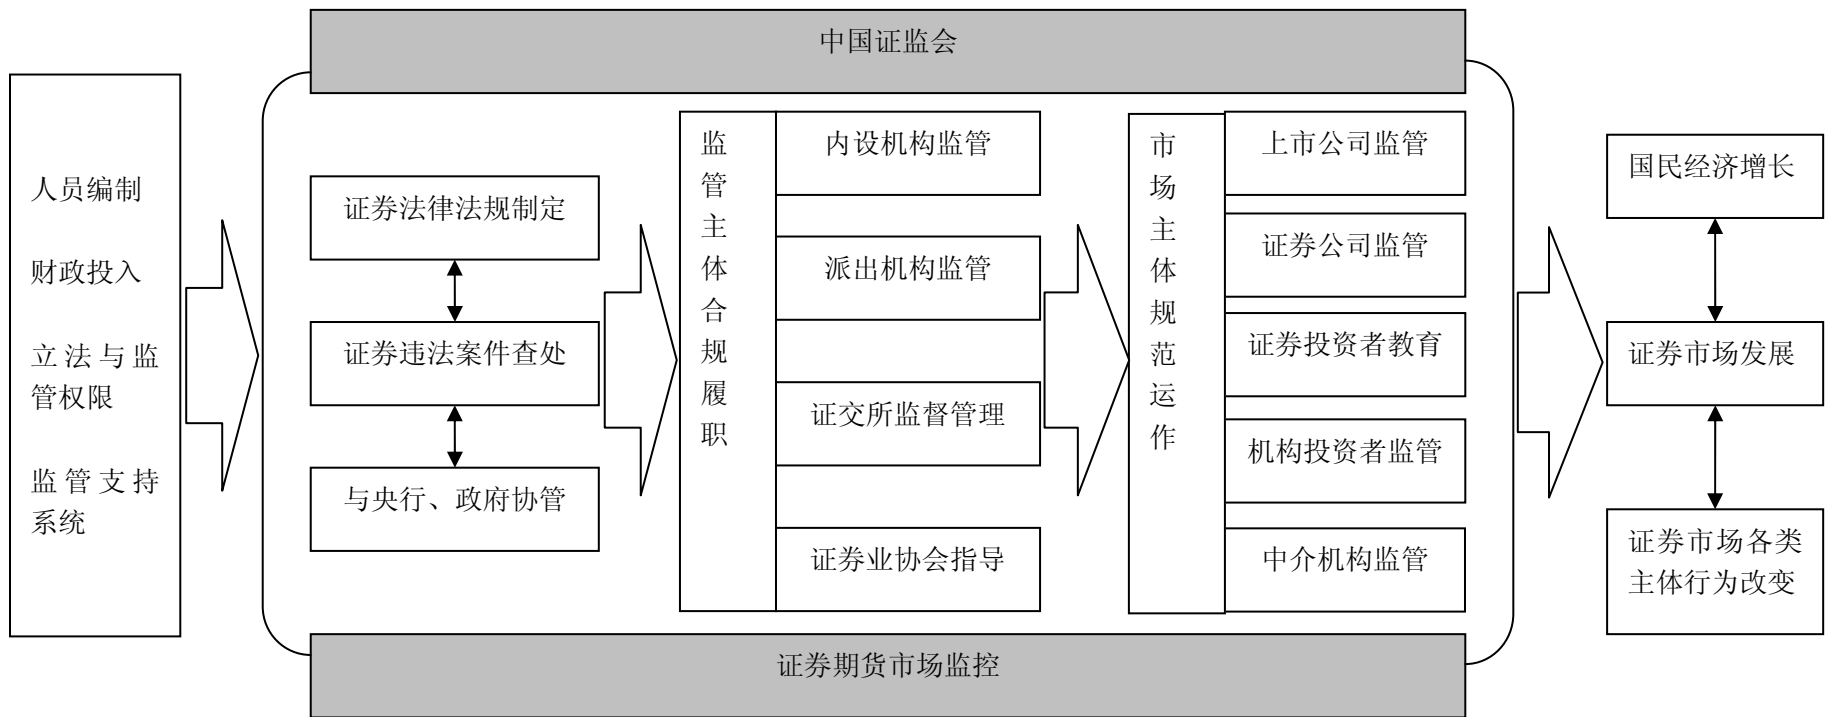 中国证监会
人员编制
财政投入
立法与监
管权限
监管支持
系统
证券法律法规制定
证券违法案件查处
与央行、政府协管
监
管
主
体
合
规
履
职
内设机构监管
派出机构监管
证交所监督管理
证券业协会指导
市
场
主
体
规
范
运
作
上市公司监管
证券公司监管
证券投资者教育
机构投资者监管
中介机构监管
国民经济增长
证券市场发展
证券市场各类
主体行为改变
证券期货市场监控